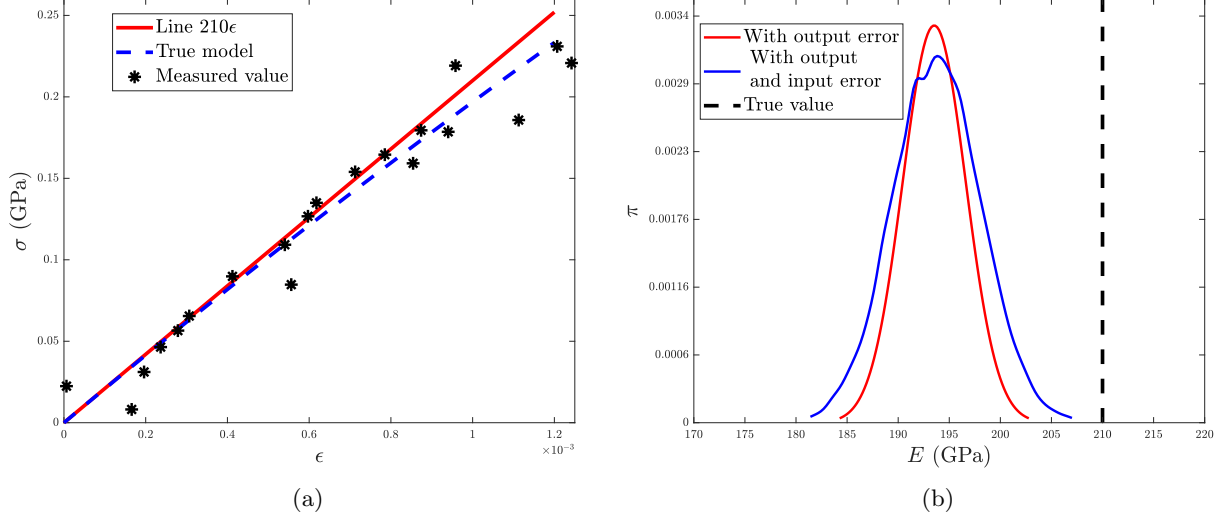 0.25
0.2
0.15
0.1
0.05
0
σ (GPa)
Line 210ϵ
True model
Measured value
0 0.2 0.4 0.6 0.8 1 1.2
×10⁻³
ϵ
(a)
0.0034
0.0029
0.0023
0.00176
0.00116
0.0006
0
π
With output error
With output
and input error
True value
170 175 180 185 190 195 200 205 210 215 220
E (GPa)
(b)